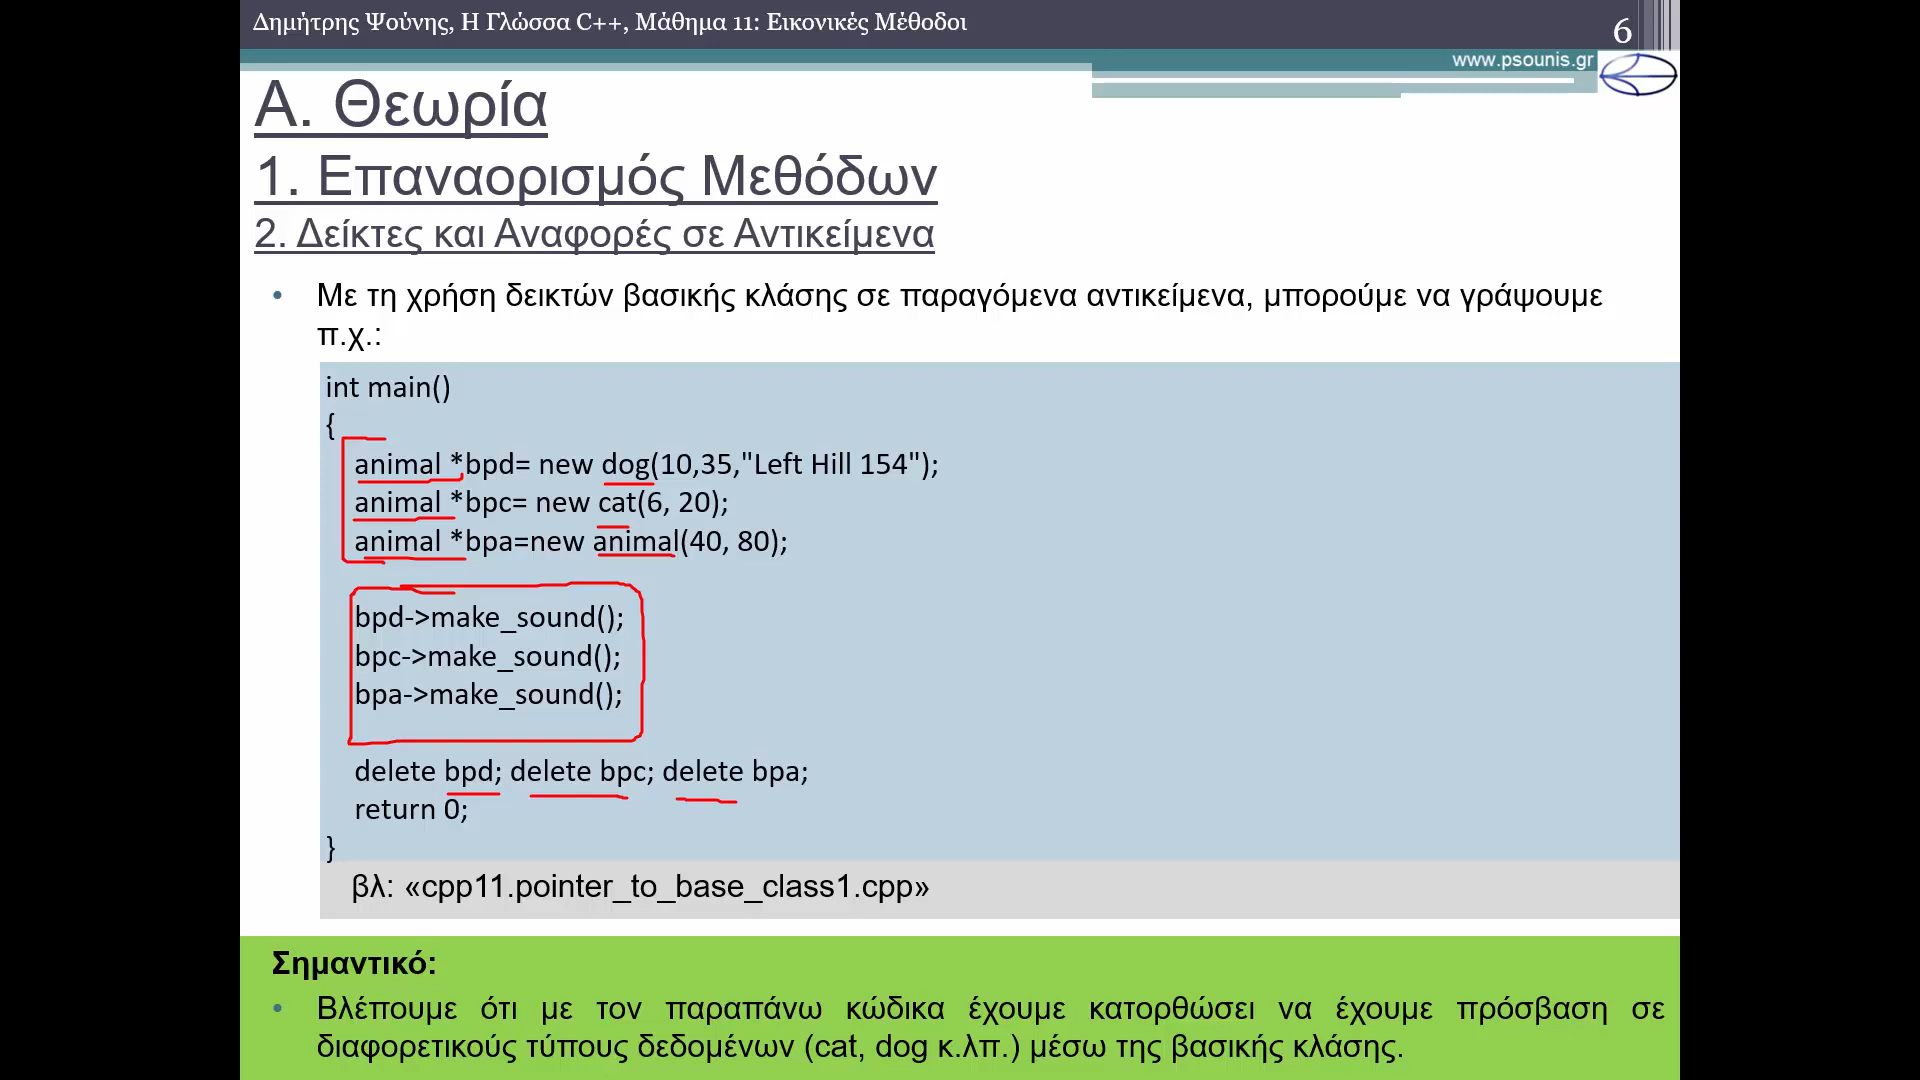 Δημήτρης Ψούνης, Η Γλώσσα C++, Μάθημα 11: Εικονικές Μέθοδοι
6
www.psounis.gr
Α. Θεωρία
1. Επαναορισμός Μεθόδων
2. Δείκτες και Αναφορές σε Αντικείμενα
• Με τη χρήση δεικτών βασικής κλάσης σε παραγόμενα αντικείμενα, μπορούμε να γράψουμε
π.χ.:
int main()
{
animal *bpd= new dog(10,35,"Left Hill 154");
animal *bpc= new cat(6, 20);
animal *bpa=new animal(40, 80);
bpd->make_sound();
bpc->make_sound();
bpa->make_sound();
delete bpd; delete bpc; delete bpa;
return 0;
}
βλ: «cpp11.pointer_to_base_class1.cpp»
Σημαντικό:
• Βλέπουμε ότι με τον παραπάνω κώδικα έχουμε κατορθώσει να έχουμε πρόσβαση σε
διαφορετικούς τύπους δεδομένων (cat, dog κ.λπ.) μέσω της βασικής κλάσης.